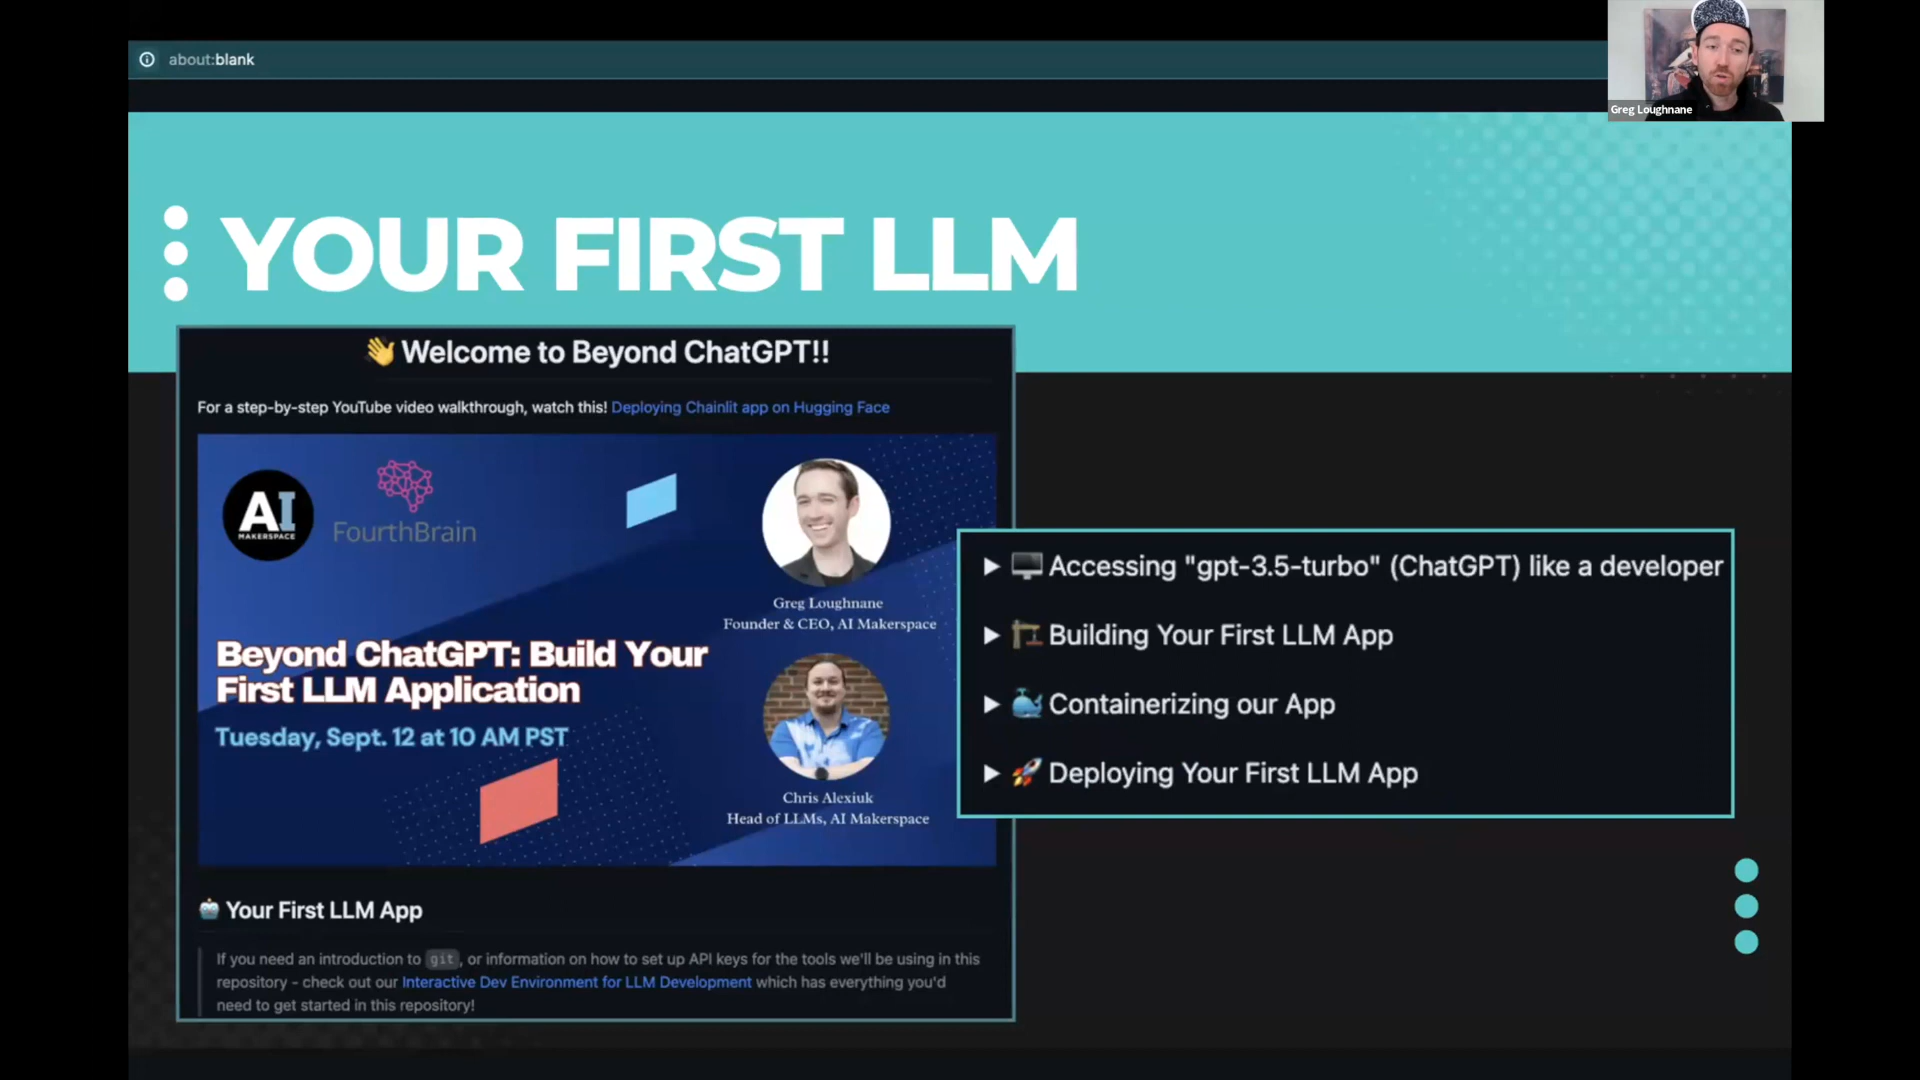 about:blank
Greg Loughnane
YOUR FIRST LLM
👋 Welcome to Beyond ChatGPT!!
For a step-by-step YouTube video walkthrough, watch this! Deploying Chainlit app on Hugging Face
AI
MAKERSPACE
FourthBrain
Greg Loughnane
Founder & CEO, AI Makerspace
Beyond ChatGPT: Build Your
First LLM Application
Tuesday, Sept. 12 at 10 AM PST
Chris Alexiuk
Head of LLMs, AI Makerspace
🤖 Your First LLM App
If you need an introduction to git, or information on how to set up API keys for the tools we'll be using in this
repository - check out our Interactive Dev Environment for LLM Development which has everything you'd
need to get started in this repository!
▶ 🖥️ Accessing "gpt-3.5-turbo" (ChatGPT) like a developer
▶ 🏗️ Building Your First LLM App
▶ 🐳 Containerizing our App
▶ 🚀 Deploying Your First LLM App